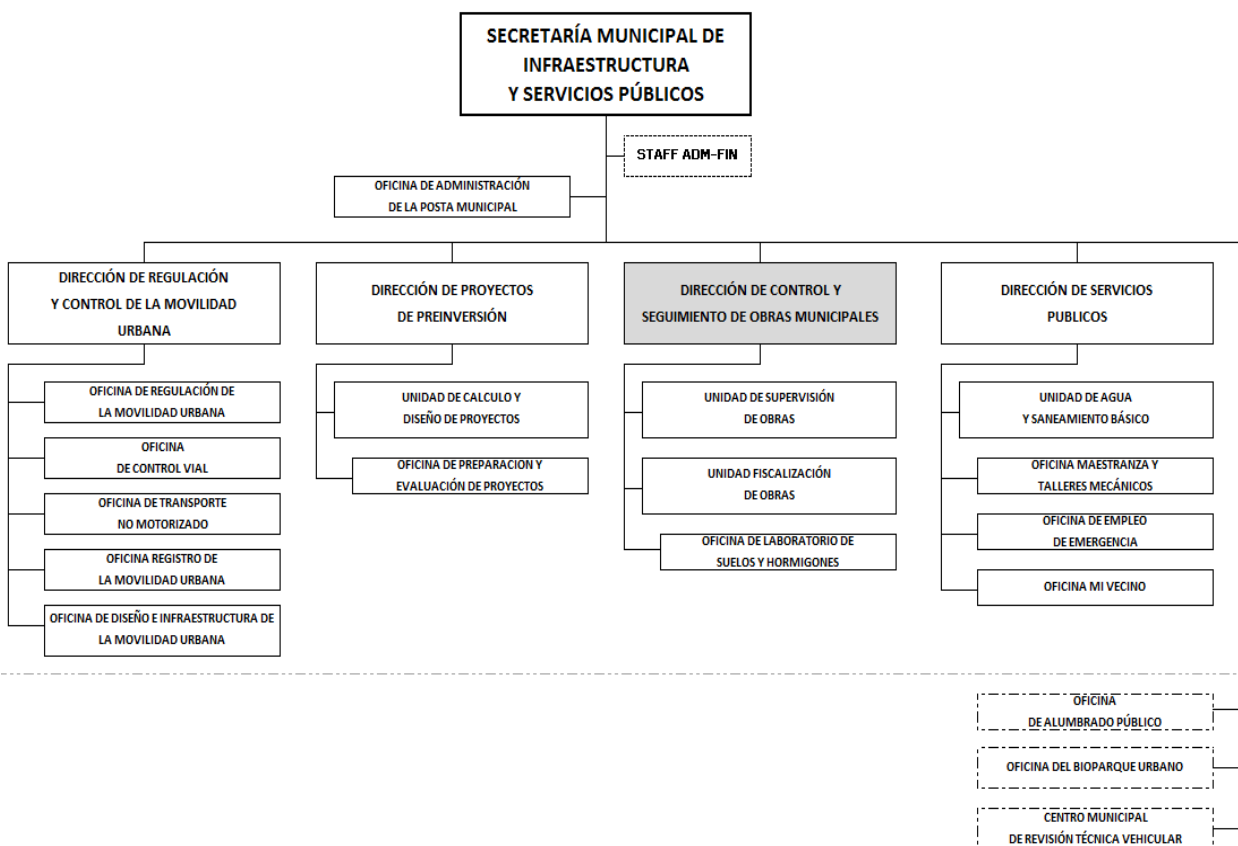 SECRETARÍA MUNICIPAL DE
INFRAESTRUCTURA
Y SERVICIOS PÚBLICOS
STAFF ADM-FIN
OFICINA DE ADMINISTRACIÓN
DE LA POSTA MUNICIPAL
DIRECCIÓN DE REGULACIÓN
Y CONTROL DE LA MOVILIDAD
URBANA
OFICINA DE REGULACIÓN DE
LA MOVILIDAD URBANA
OFICINA
DE CONTROL VIAL
OFICINA DE TRANSPORTE
NO MOTORIZADO
OFICINA REGISTRO DE
LA MOVILIDAD URBANA
OFICINA DE DISEÑO E INFRAESTRUCTURA DE
LA MOVILIDAD URBANA
DIRECCIÓN DE PROYECTOS
DE PREINVERSIÓN
UNIDAD DE CALCULO Y
DISEÑO DE PROYECTOS
OFICINA DE PREPARACION Y
EVALUACIÓN DE PROYECTOS
DIRECCIÓN DE CONTROL Y
SEGUIMIENTO DE OBRAS MUNICIPALES
UNIDAD DE SUPERVISIÓN
DE OBRAS
UNIDAD FISCALIZACIÓN
DE OBRAS
OFICINA DE LABORATORIO DE
SUELOS Y HORMIGONES
DIRECCIÓN DE SERVICIOS
PUBLICOS
UNIDAD DE AGUA
Y SANEAMIENTO BÁSICO
OFICINA MAESTRANZA Y
TALLERES MECÁNICOS
OFICINA DE EMPLEO
DE EMERGENCIA
OFICINA MI VECINO
OFICINA
DE ALUMBRADO PÚBLICO
OFICINA DEL BIOPARQUE URBANO
CENTRO MUNICIPAL
DE REVISIÓN TÉCNICA VEHICULAR